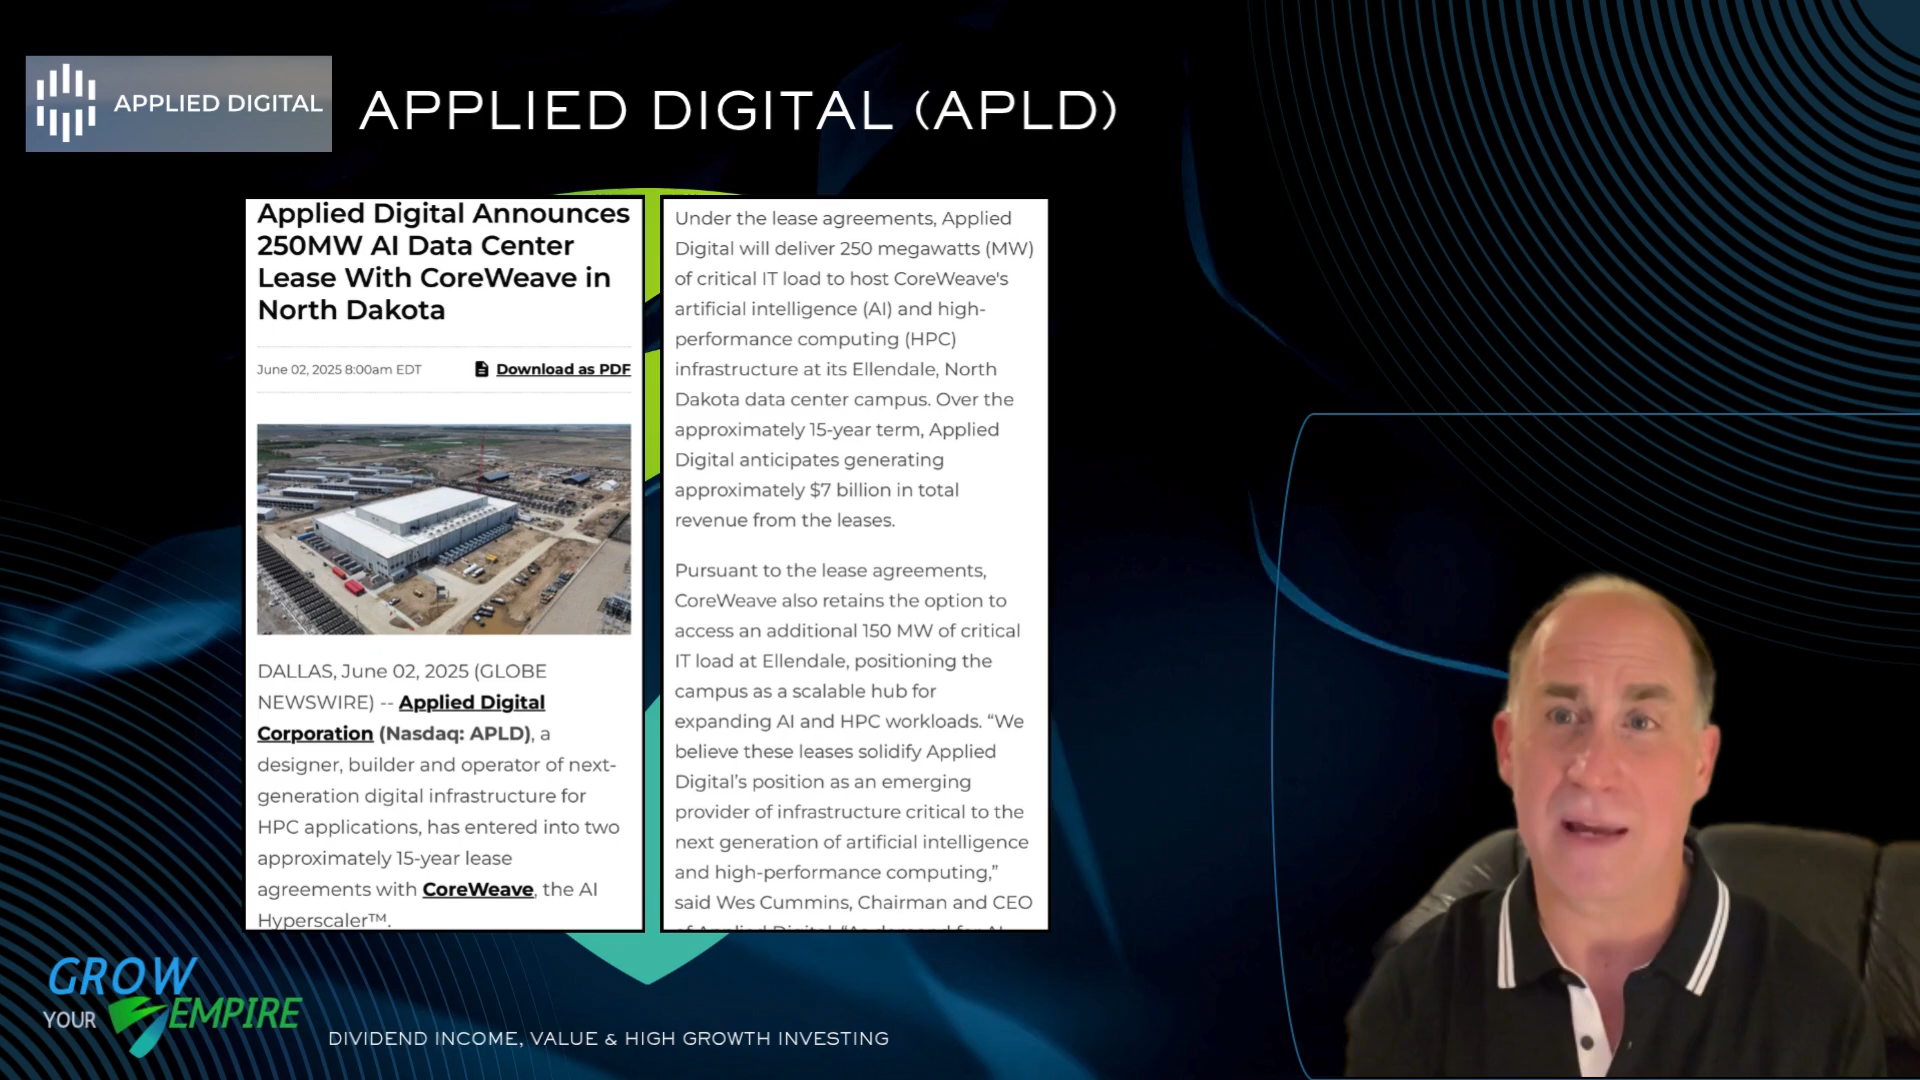 APPLIED DIGITAL
APPLIED DIGITAL (APLD)
Applied Digital Announces
250MW AI Data Center
Lease With CoreWeave in
North Dakota
June 02, 2025 8:00am EDT
Download as PDF
DALLAS, June 02, 2025 (GLOBE
NEWSWIRE) -- Applied Digital
Corporation (Nasdaq: APLD), a
designer, builder and operator of next-
generation digital infrastructure for
HPC applications, has entered into two
approximately 15-year lease
agreements with CoreWeave, the AI
Hyperscaler™.
Under the lease agreements, Applied
Digital will deliver 250 megawatts (MW)
of critical IT load to host CoreWeave's
artificial intelligence (AI) and high-
performance computing (HPC)
infrastructure at its Ellendale, North
Dakota data center campus. Over the
approximately 15-year term, Applied
Digital anticipates generating
approximately $7 billion in total
revenue from the leases.
Pursuant to the lease agreements,
CoreWeave also retains the option to
access an additional 150 MW of critical
IT load at Ellendale, positioning the
campus as a scalable hub for
expanding AI and HPC workloads. “We
believe these leases solidify Applied
Digital’s position as an emerging
provider of infrastructure critical to the
next generation of artificial intelligence
and high-performance computing,”
said Wes Cummins, Chairman and CEO
of Applied Digital. “As demand for AI
GROW
YOUR EMPIRE
DIVIDEND INCOME, VALUE & HIGH GROWTH INVESTING